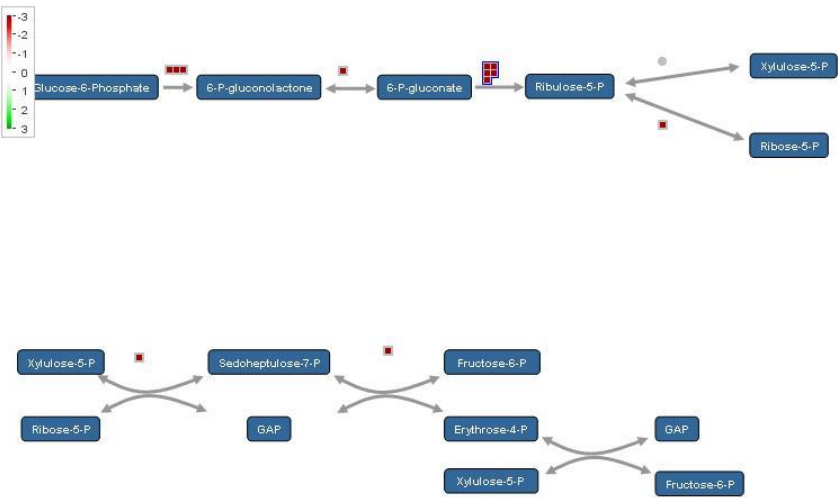 -3
-2
-1
0
1
2
3
Glucose-6-Phosphate
6-P-gluconolactone
6-P-gluconate
Ribulose-5-P
Xylulose-5-P
Ribose-5-P
Xylulose-5-P
Sedoheptulose-7-P
Fructose-6-P
Ribose-5-P
GAP
Erythrose-4-P
GAP
Xylulose-5-P
Fructose-6-P